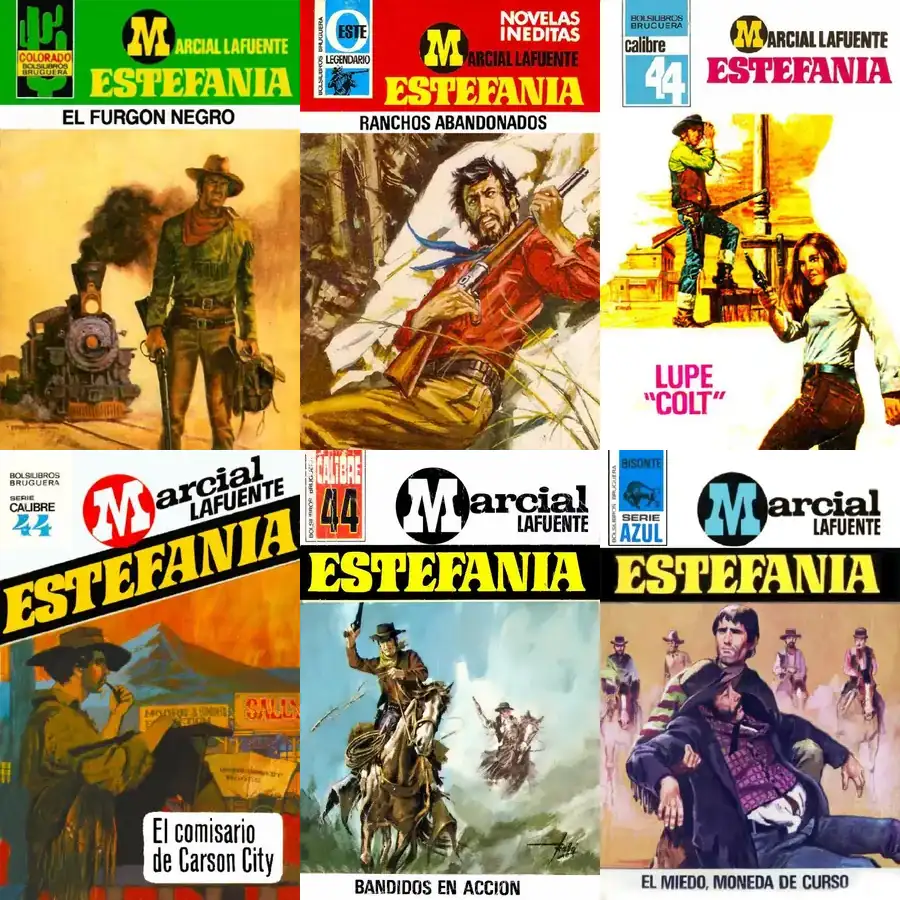 COLORADO
BOLSILIBROS
BRUGUERA
MARCIAL LAFUENTE
ESTEFANIA
EL FURGON NEGRO
BOLSILIBROS BRUGUERA
OESTE
LEGENDARIO
NOVELAS
INEDITAS
MARCIAL LAFUENTE
ESTEFANIA
RANCHOS ABANDONADOS
BOLSILIBROS
BRUGUERA
calibre
44
MARCIAL LAFUENTE
ESTEFANIA
LUPE
"COLT"
BOLSILIBROS
BRUGUERA
SERIE
CALIBRE
44
Marcial
LAFUENTE
ESTEFANIA
El comisario
de Carson City
CALIBRE
44
Marcial
LAFUENTE
ESTEFANIA
BANDIDOS EN ACCION
BOLSILIBROS BRUGUERA
BISONTE
SERIE
AZUL
Marcial
LAFUENTE
ESTEFANIA
EL MIEDO, MONEDA DE CURSO